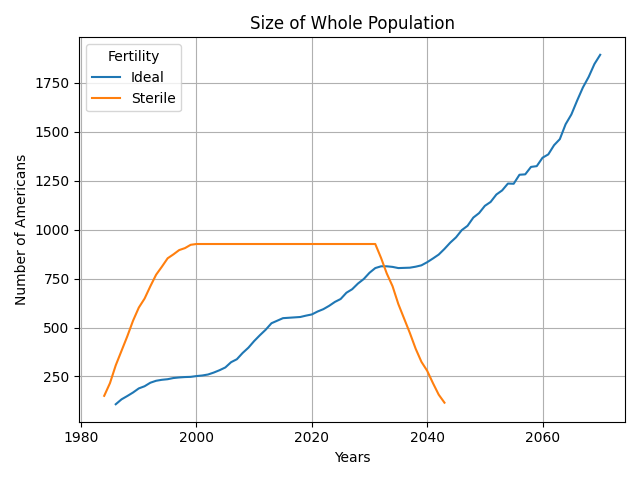 Size of Whole Population
Fertility
Ideal
Sterile
Number of Americans
1750
1500
1250
1000
750
500
250
1980 2000 2020 2040 2060
Years